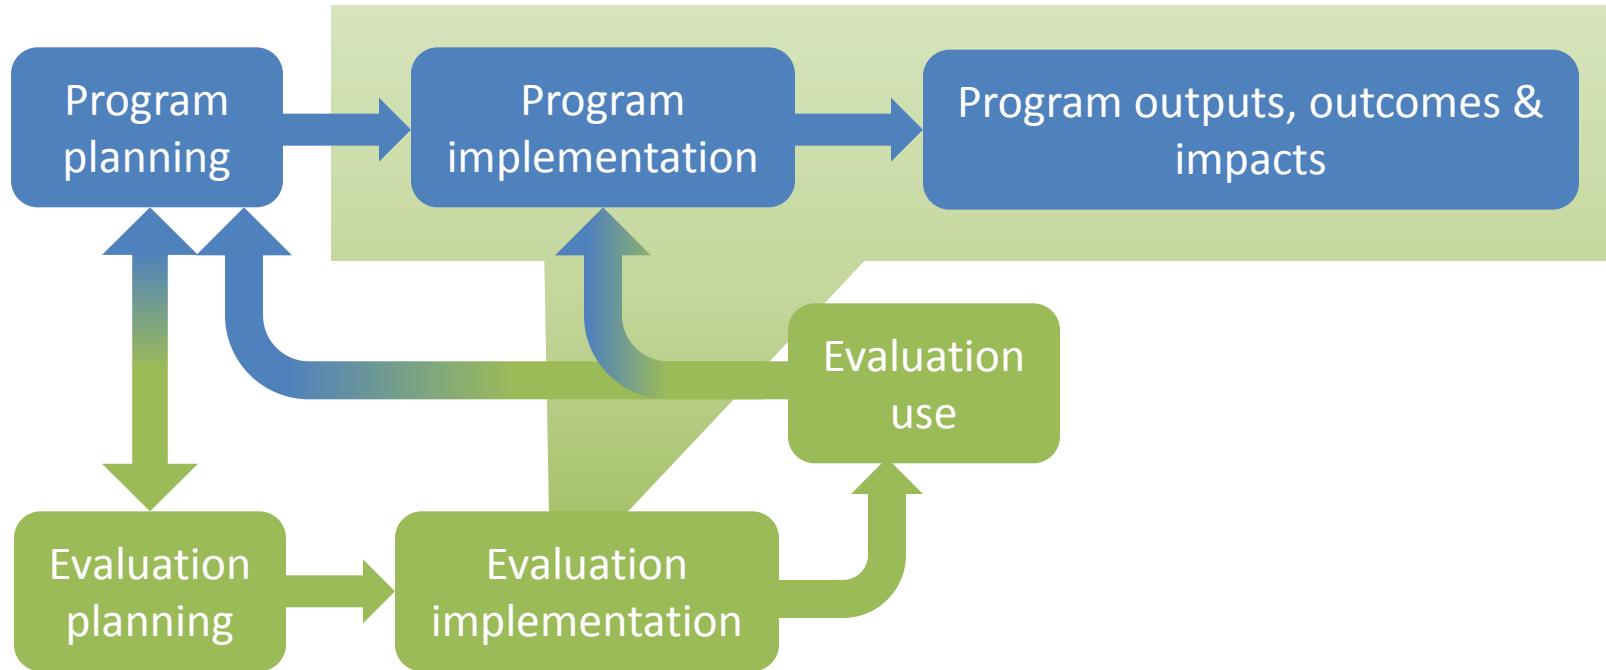 Program
planning
Program
implementation
Program outputs, outcomes &
impacts
Evaluation
use
Evaluation
planning
Evaluation
implementation